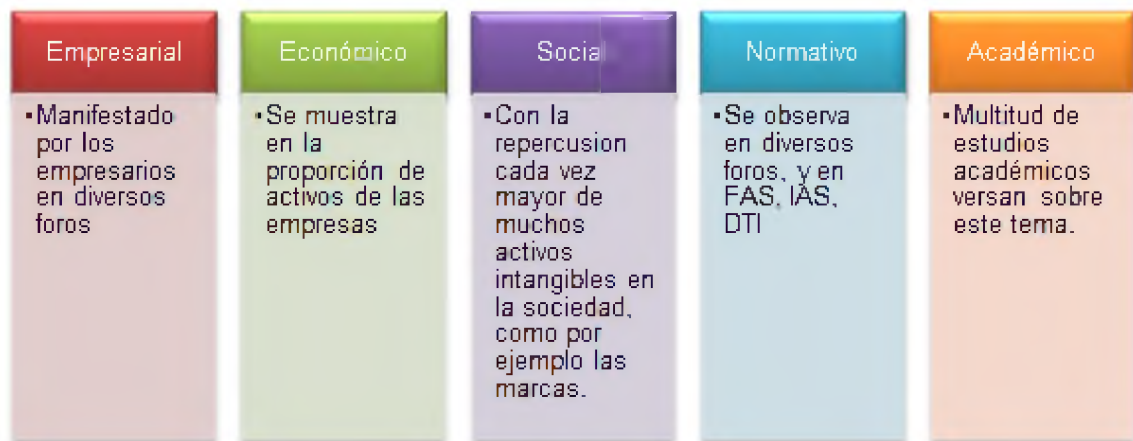 Empresarial
▪Manifestado
por los
empresarios
en diversos
foros
Económico
▪Se muestra
en la
proporción de
activos de las
empresas
Social
▪Con la
repercusion
cada vez
mayor de
muchos
activos
intangibles en
la sociedad,
como por
ejemplo las
marcas.
Normativo
▪Se observa
en diversos
foros, y en
FAS, IAS,
DTI
Académico
▪Multitud de
estudios
académicos
versan sobre
este tema.